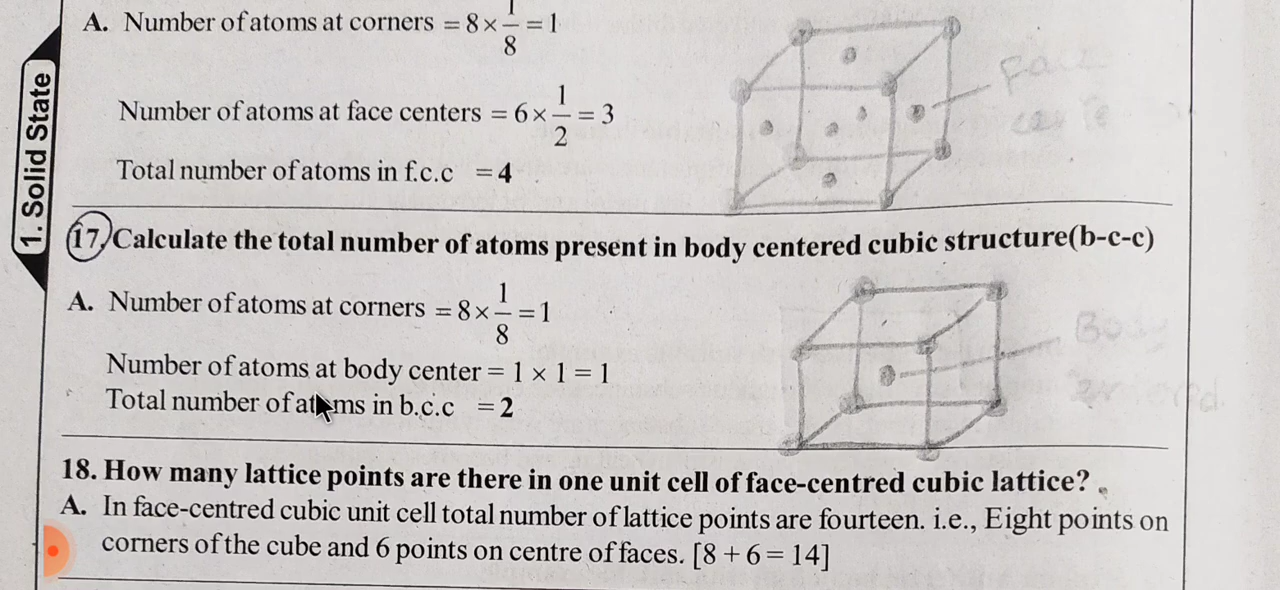 A. Number of atoms at corners = 8 × 1/8 = 1
Number of atoms at face centers = 6 × 1/2 = 3
Total number of atoms in f.c.c = 4
face
1. Solid State
17. Calculate the total number of atoms present in body centered cubic structure(b-c-c)
A. Number of atoms at corners = 8 × 1/8 = 1
Number of atoms at body center = 1 × 1 = 1
Total number of atoms in b.c.c = 2
Body
18. How many lattice points are there in one unit cell of face-centred cubic lattice?
A. In face-centred cubic unit cell total number of lattice points are fourteen. i.e., Eight points on
corners of the cube and 6 points on centre of faces. [8 + 6 = 14]